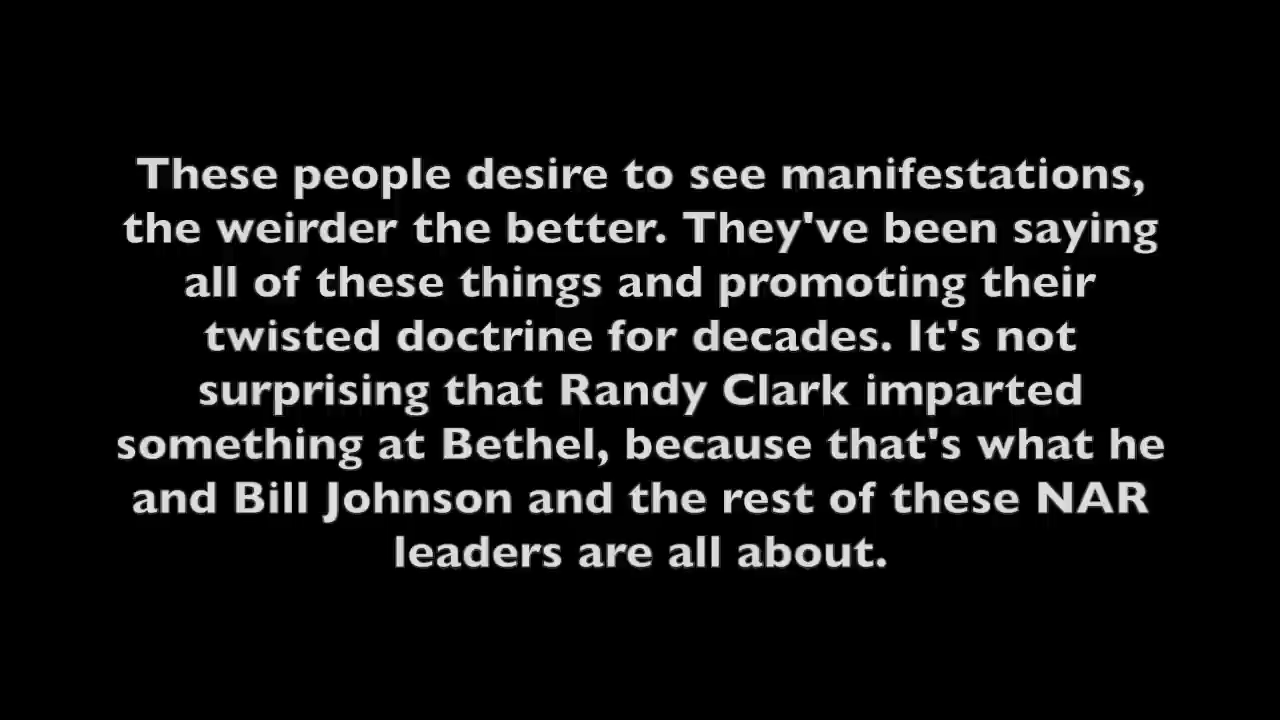 These people desire to see manifestations,
the weirder the better. They've been saying
all of these things and promoting their
twisted doctrine for decades. It's not
surprising that Randy Clark imparted
something at Bethel, because that's what he
and Bill Johnson and the rest of these NAR
leaders are all about.